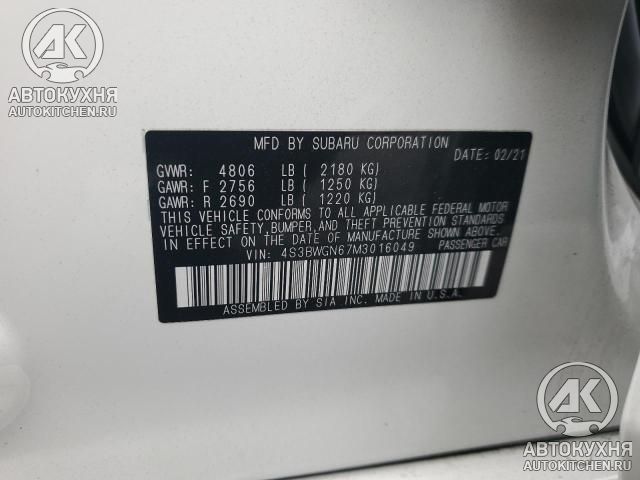 AK
АВТОКУХНЯ
AUTOKITCHEN.RU
MFD BY SUBARU CORPORATION
DATE: 02/21
GVWR: 4806 LB ( 2180 KG)
GAWR: F 2756 LB ( 1250 KG)
GAWR: R 2690 LB ( 1220 KG)
THIS VEHICLE CONFORMS TO ALL APPLICABLE FEDERAL MOTOR
VEHICLE SAFETY,BUMPER,AND THEFT PREVENTION STANDARDS
IN EFFECT ON THE DATE OF MANUFACTURE SHOWN ABOVE.
VIN: 4S3BWGN67M3016049 PASSENGER CAR
ASSEMBLED BY SIA INC. MADE IN U.S.A.
AK
АВТОКУХНЯ
AUTOKITCHEN.RU